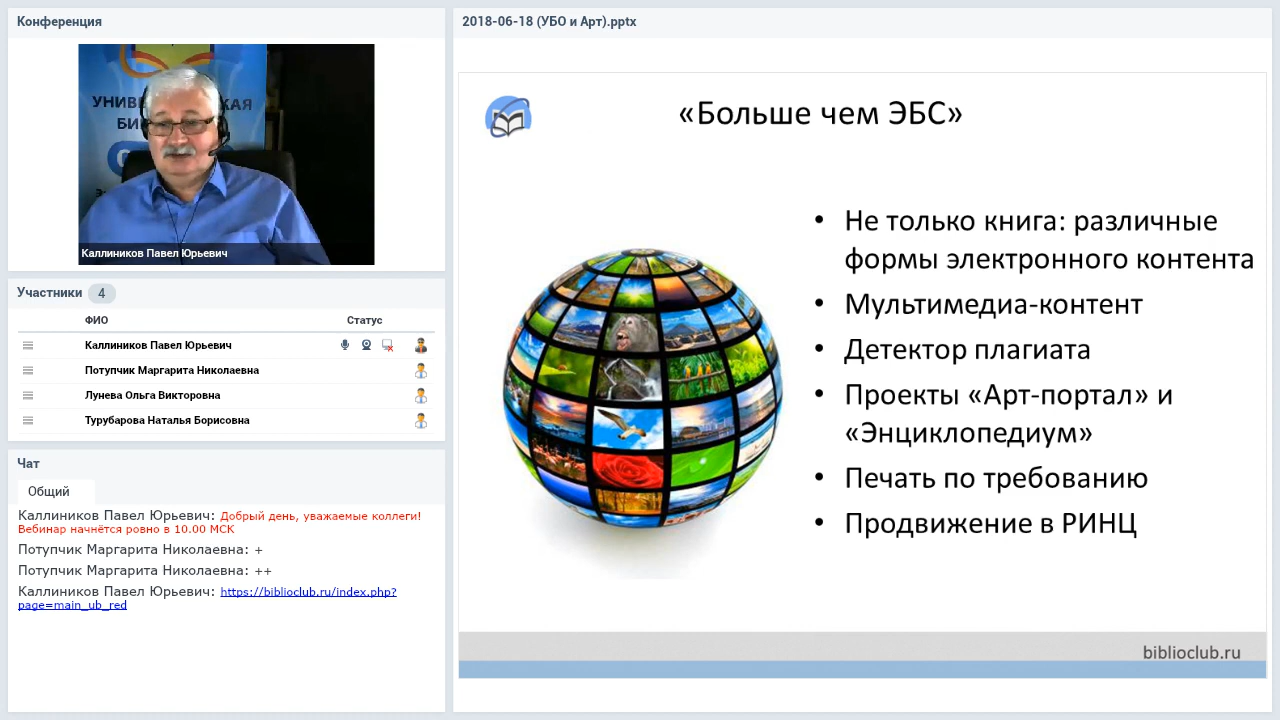 Конференция
УНИВЕ
КАЯ
БИ
Каллиников Павел Юрьевич
Участники 4
ФИО Статус
Каллиников Павел Юрьевич
Потупчик Маргарита Николаевна
Лунева Ольга Викторовна
Турубарова Наталья Борисовна
Чат
Общий
Каллиников Павел Юрьевич: Добрый день, уважаемые коллеги!
Вебинар начнётся ровно в 10.00 МСК
Потупчик Маргарита Николаевна: +
Потупчик Маргарита Николаевна: ++
Каллиников Павел Юрьевич: https://biblioclub.ru/index.php?
page=main_ub_red
2018-06-18 (УБО и Арт).pptx
«Больше чем ЭБС»
• Не только книга: различные
формы электронного контента
• Мультимедиа-контент
• Детектор плагиата
• Проекты «Арт-портал» и
«Энциклопедиум»
• Печать по требованию
• Продвижение в РИНЦ
biblioclub.ru